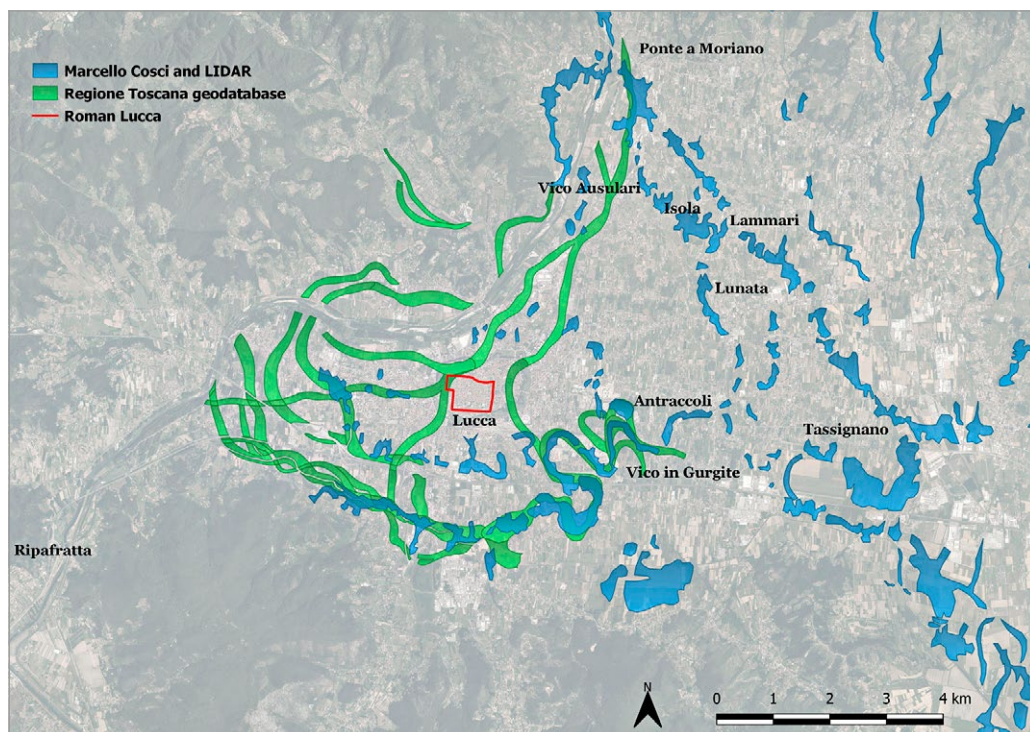 Ponte a Moriano
Marcello Cosci and LIDAR
Regione Toscana geodatabase
Roman Lucca
Vico Ausulari
Isola
Lammari
Lunata
Antraccoli
Lucca
Tassignano
Vico in Gurgite
Ripafratta
N
0 1 2 3 4 km